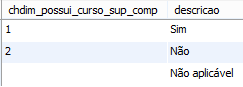 chdim_possui_curso_sup_comp descricao
1 Sim
2 Não
Não aplicável